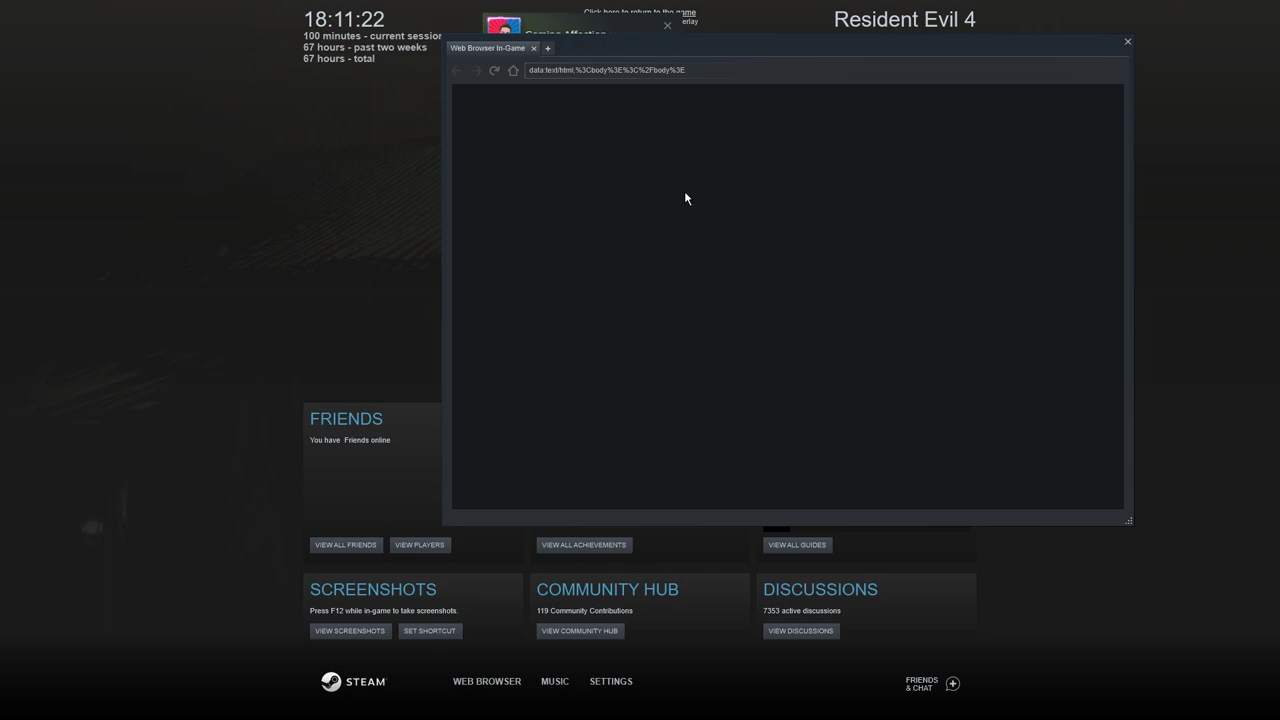 18:11:22
100 minutes - current session
67 hours - past two weeks
67 hours - total
Click here to return to the game
erlay
Resident Evil 4
Web Browser In-Game
data:text/html,%3Cbody%3E%3C%2Fbody%3E
FRIENDS
You have Friends online
VIEW ALL FRIENDS
VIEW PLAYERS
VIEW ALL ACHIEVEMENTS
VIEW ALL GUIDES
SCREENSHOTS
Press F12 while in-game to take screenshots.
VIEW SCREENSHOTS
SET SHORTCUT
COMMUNITY HUB
119 Community Contributions
VIEW COMMUNITY HUB
DISCUSSIONS
7353 active discussions
VIEW DISCUSSIONS
STEAM
WEB BROWSER
MUSIC
SETTINGS
FRIENDS
& CHAT